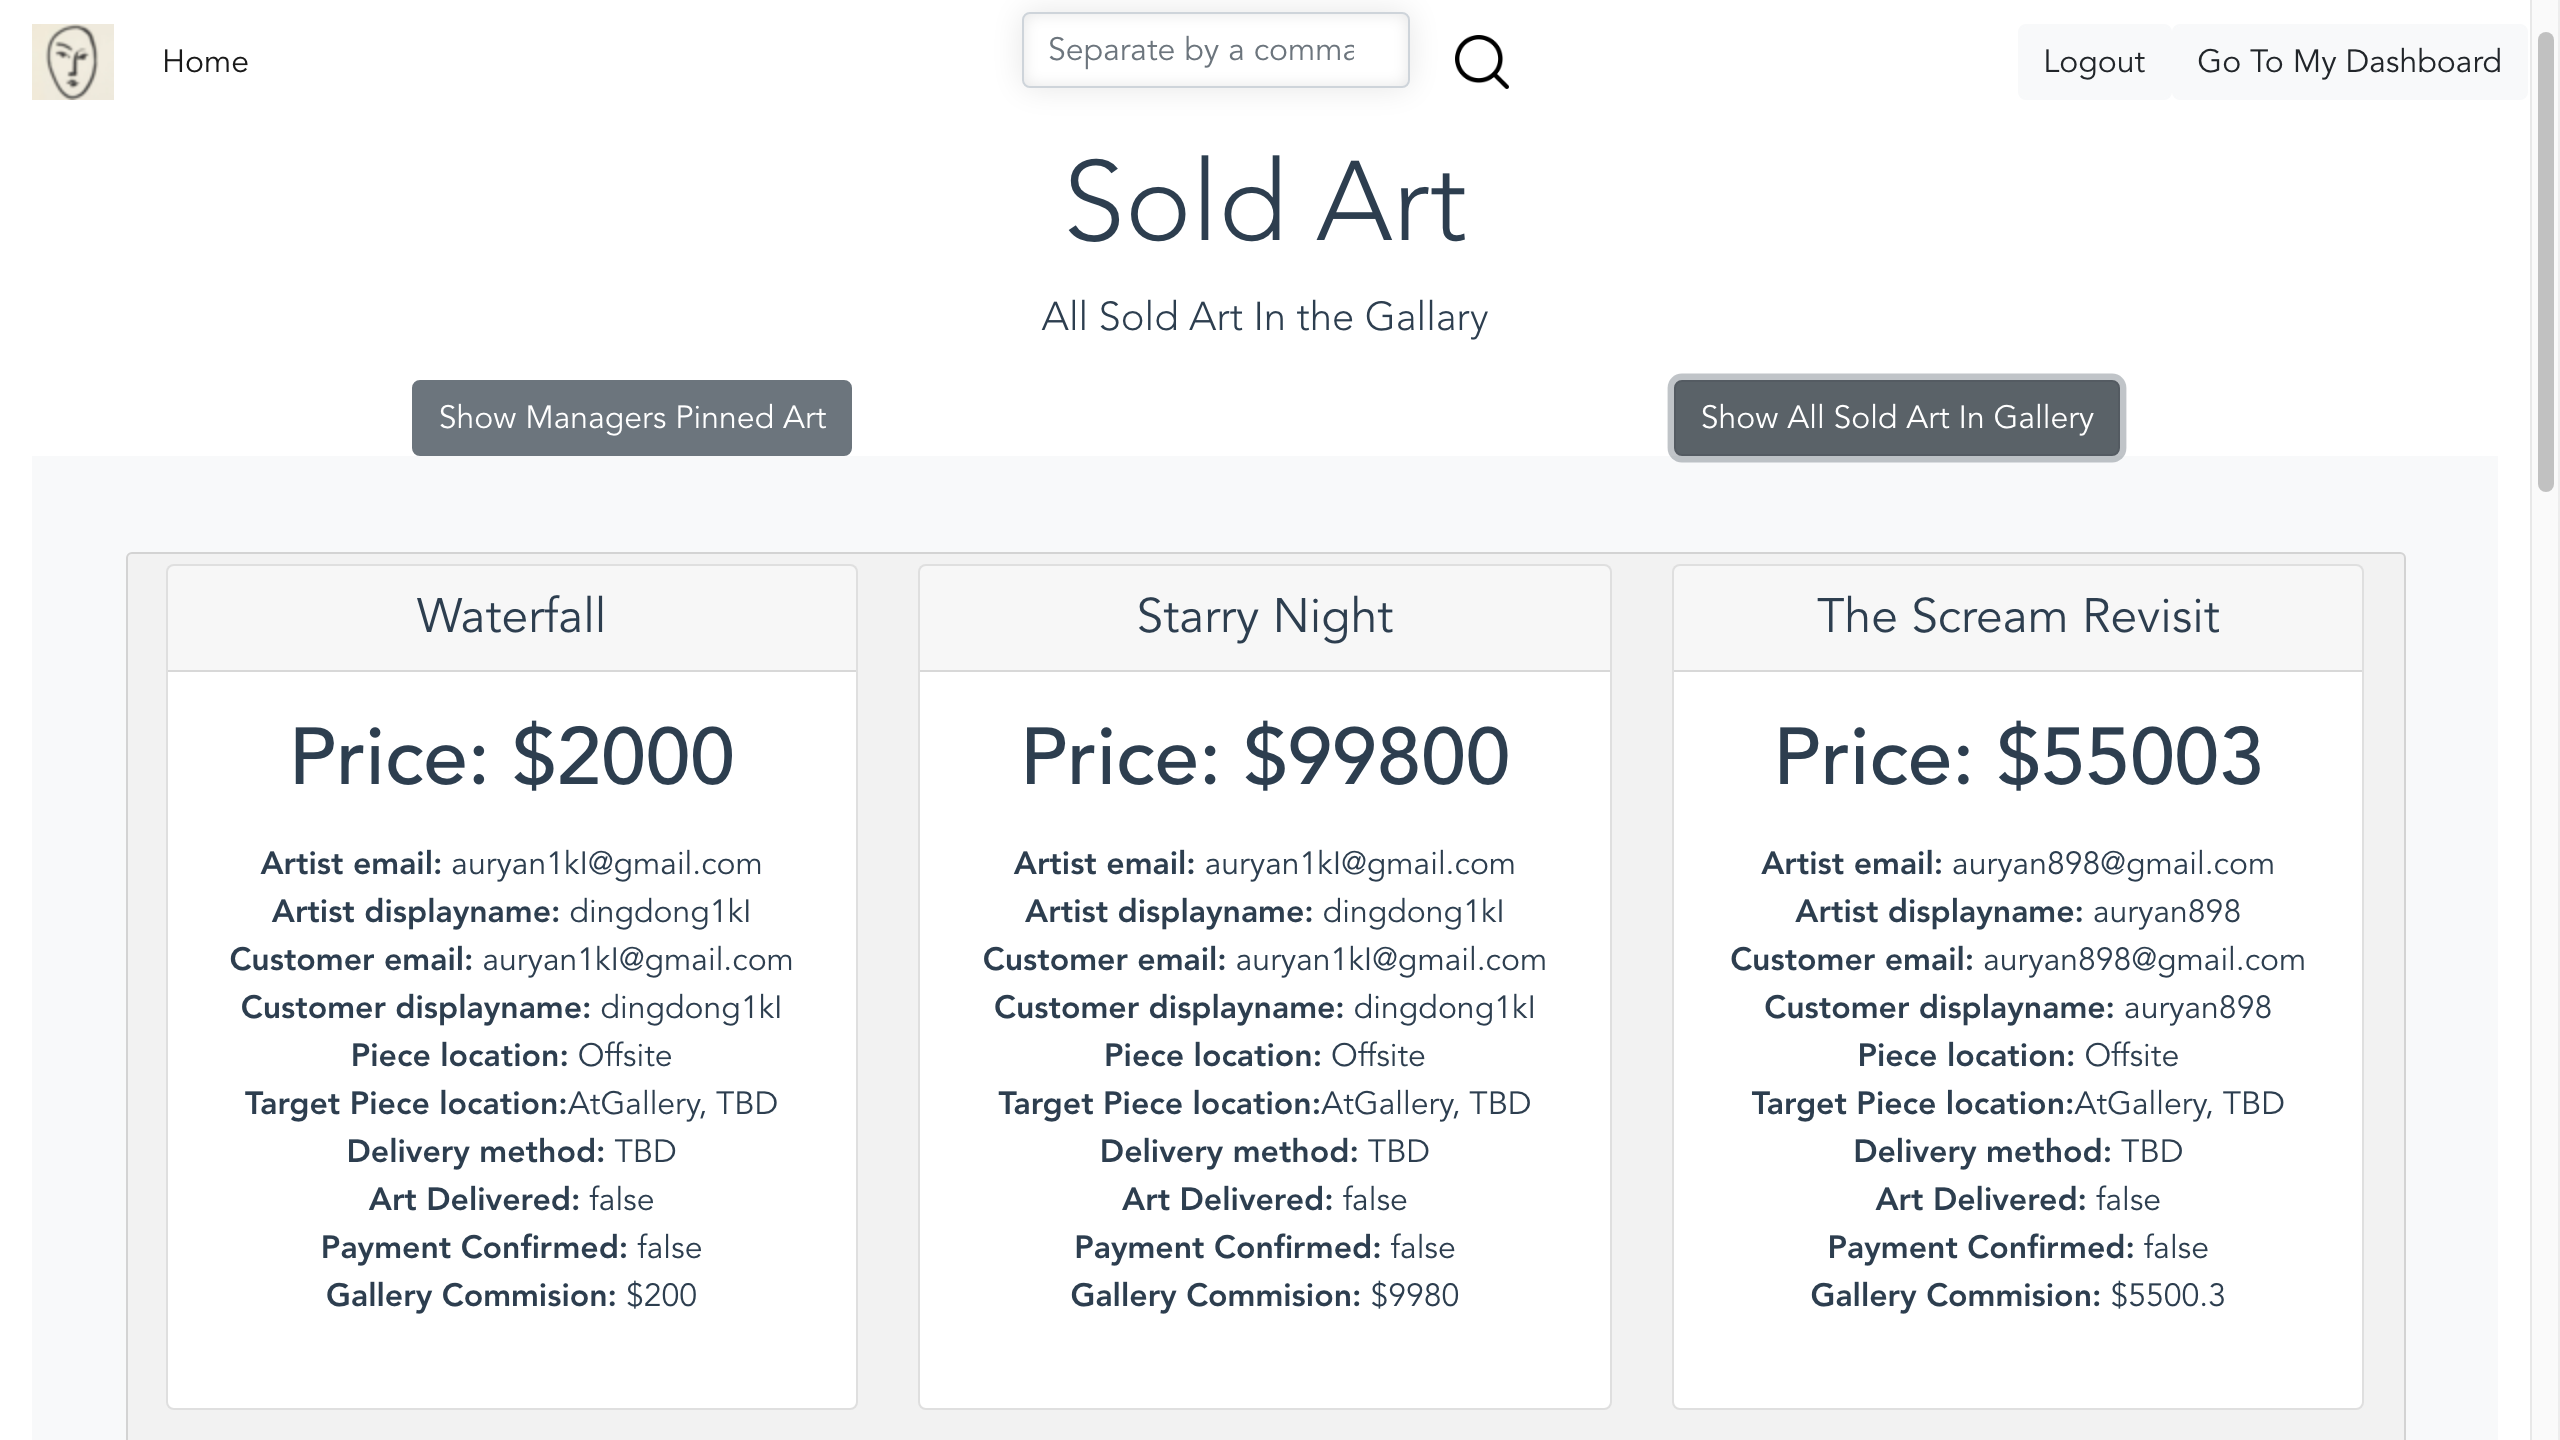 Home
Separate by a comma
Logout
Go To My Dashboard
Sold Art
All Sold Art In the Gallary
Show Managers Pinned Art
Show All Sold Art In Gallery
Waterfall
Price: $2000
Artist email: auryan1kl@gmail.com
Artist displayname: dingdong1kl
Customer email: auryan1kl@gmail.com
Customer displayname: dingdong1kl
Piece location: Offsite
Target Piece location:AtGallery, TBD
Delivery method: TBD
Art Delivered: false
Payment Confirmed: false
Gallery Commision: $200
Starry Night
Price: $99800
Artist email: auryan1kl@gmail.com
Artist displayname: dingdong1kl
Customer email: auryan1kl@gmail.com
Customer displayname: dingdong1kl
Piece location: Offsite
Target Piece location:AtGallery, TBD
Delivery method: TBD
Art Delivered: false
Payment Confirmed: false
Gallery Commision: $9980
The Scream Revisit
Price: $55003
Artist email: auryan898@gmail.com
Artist displayname: auryan898
Customer email: auryan898@gmail.com
Customer displayname: auryan898
Piece location: Offsite
Target Piece location:AtGallery, TBD
Delivery method: TBD
Art Delivered: false
Payment Confirmed: false
Gallery Commision: $5500.3